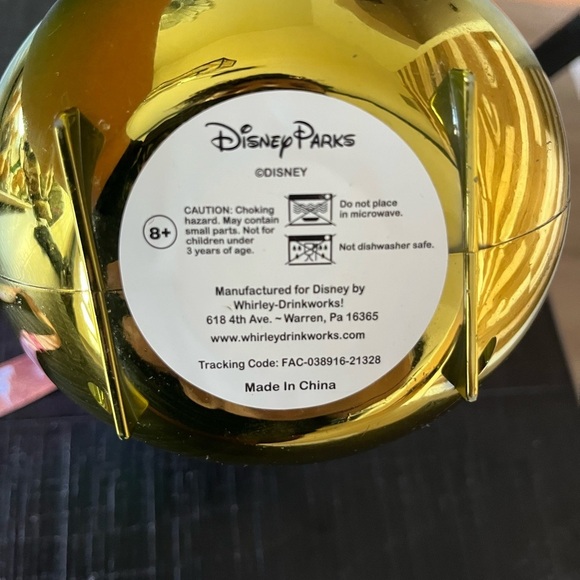 Disney Parks
©DISNEY
8+
CAUTION: Choking
hazard. May contain
small parts. Not for
children under
3 years of age.
Do not place
in microwave.
Not dishwasher safe.
Manufactured for Disney by
Whirley-Drinkworks!
618 4th Ave. ~ Warren, Pa 16365
www.whirleydrinkworks.com
Tracking Code: FAC-038916-21328
Made In China